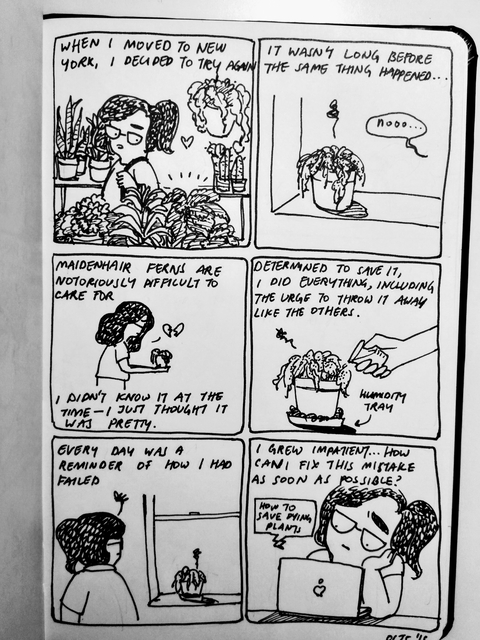 WHEN I MOVED TO NEW
YORK, I DECIDED TO TRY AGAIN
IT WASN'T LONG BEFORE
THE SAME THING HAPPENED...
nooo...
MAIDENHAIR FERNS ARE
NOTORIOUSLY DIFFICULT TO
CARE FOR
I DIDN'T KNOW IT AT THE
TIME — I JUST THOUGHT IT
WAS PRETTY.
DETERMINED TO SAVE IT,
I DID EVERYTHING, INCLUDING
THE URGE TO THROW IT AWAY
LIKE THE OTHERS.
HUMIDITY
TRAY
EVERY DAY WAS A
REMINDER OF HOW I HAD
FAILED
I GREW IMPATIENT... HOW
CAN I FIX THIS MISTAKE
AS SOON AS POSSIBLE?
HOW TO
SAVE DYING
PLANTS